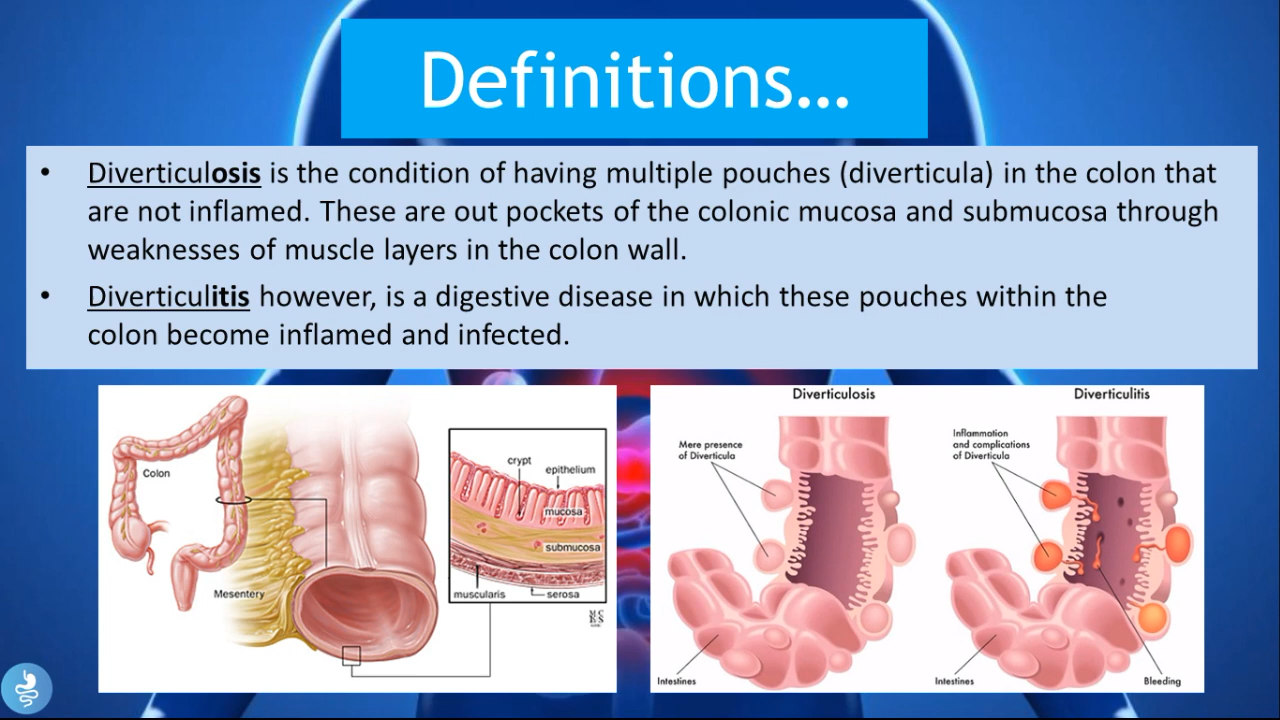 Definitions...
• Diverticulosis is the condition of having multiple pouches (diverticula) in the colon that
are not inflamed. These are out pockets of the colonic mucosa and submucosa through
weaknesses of muscle layers in the colon wall.
• Diverticulitis however, is a digestive disease in which these pouches within the
colon become inflamed and infected.
Colon
Mesentery
crypt
epithelium
mucosa
submucosa
muscularis
serosa
Diverticulosis
Mere presence
of Diverticula
Intestines
Diverticulitis
Inflammation
and complications
of Diverticula
Intestines
Bleeding